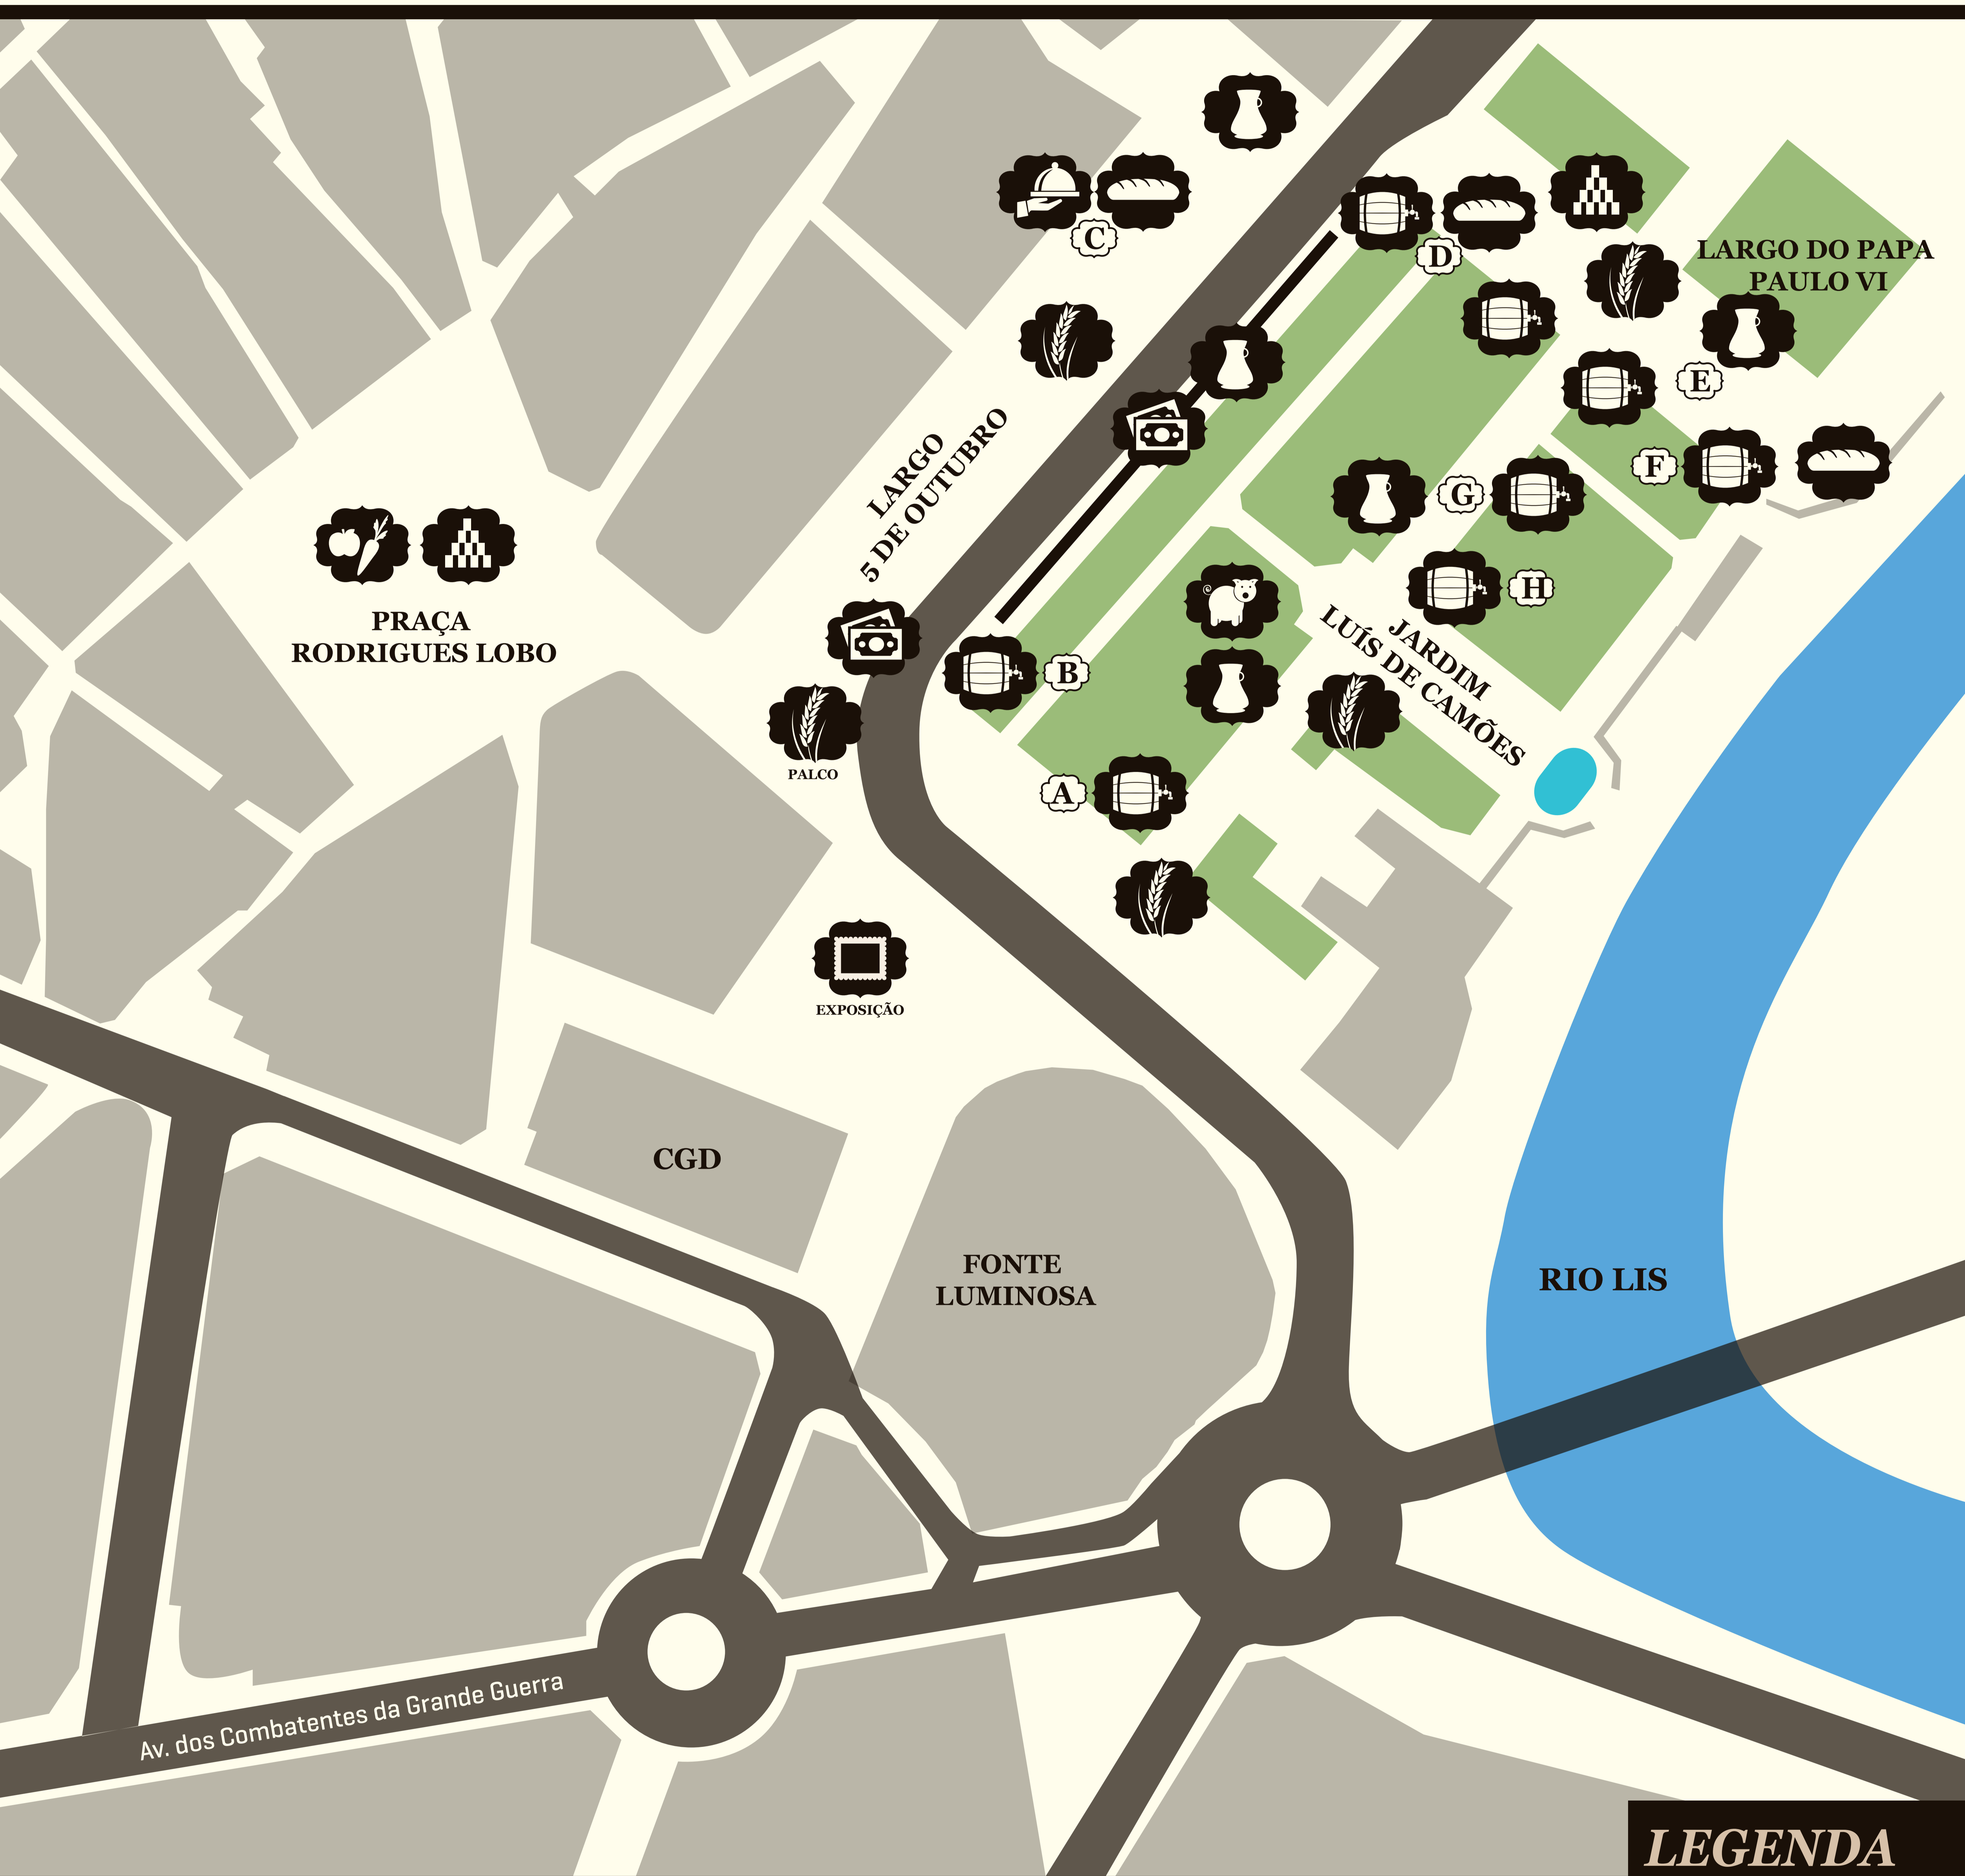 C
D
LARGO DO PAPA
PAULO VI
E
LARGO
5 DE OUTUBRO
F
G
H
PRAÇA
RODRIGUES LOBO
B
JARDIM
LUÍS DE CAMÕES
PALCO
A
EXPOSIÇÃO
CGD
FONTE
LUMINOSA
RIO LIS
Av. dos Combatentes da Grande Guerra
LEGENDA